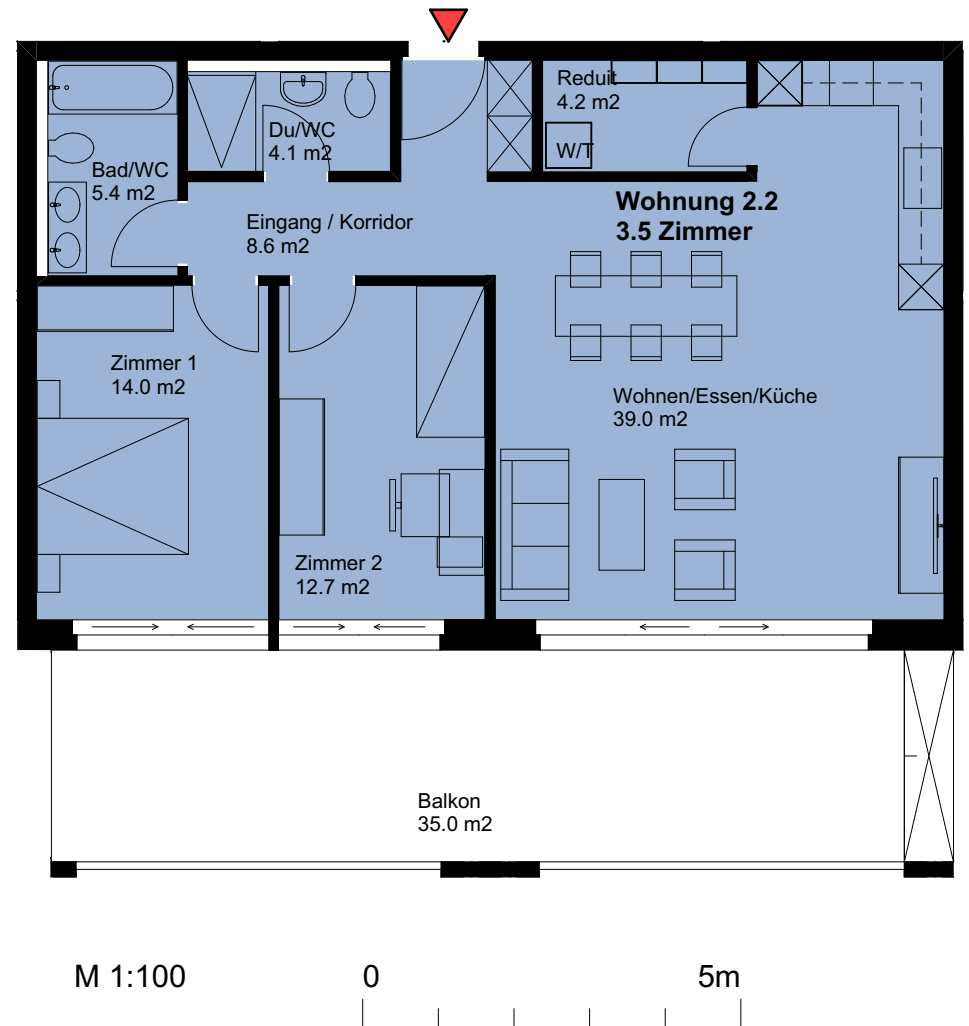 Reduit
4.2 m2
W/T
Du/WC
4.1 m2
Bad/WC
5.4 m2
Eingang / Korridor
8.6 m2
Wohnung 2.2
3.5 Zimmer
Zimmer 1
14.0 m2
Wohnen/Essen/Küche
39.0 m2
Zimmer 2
12.7 m2
Balkon
35.0 m2
M 1:100 0 5m